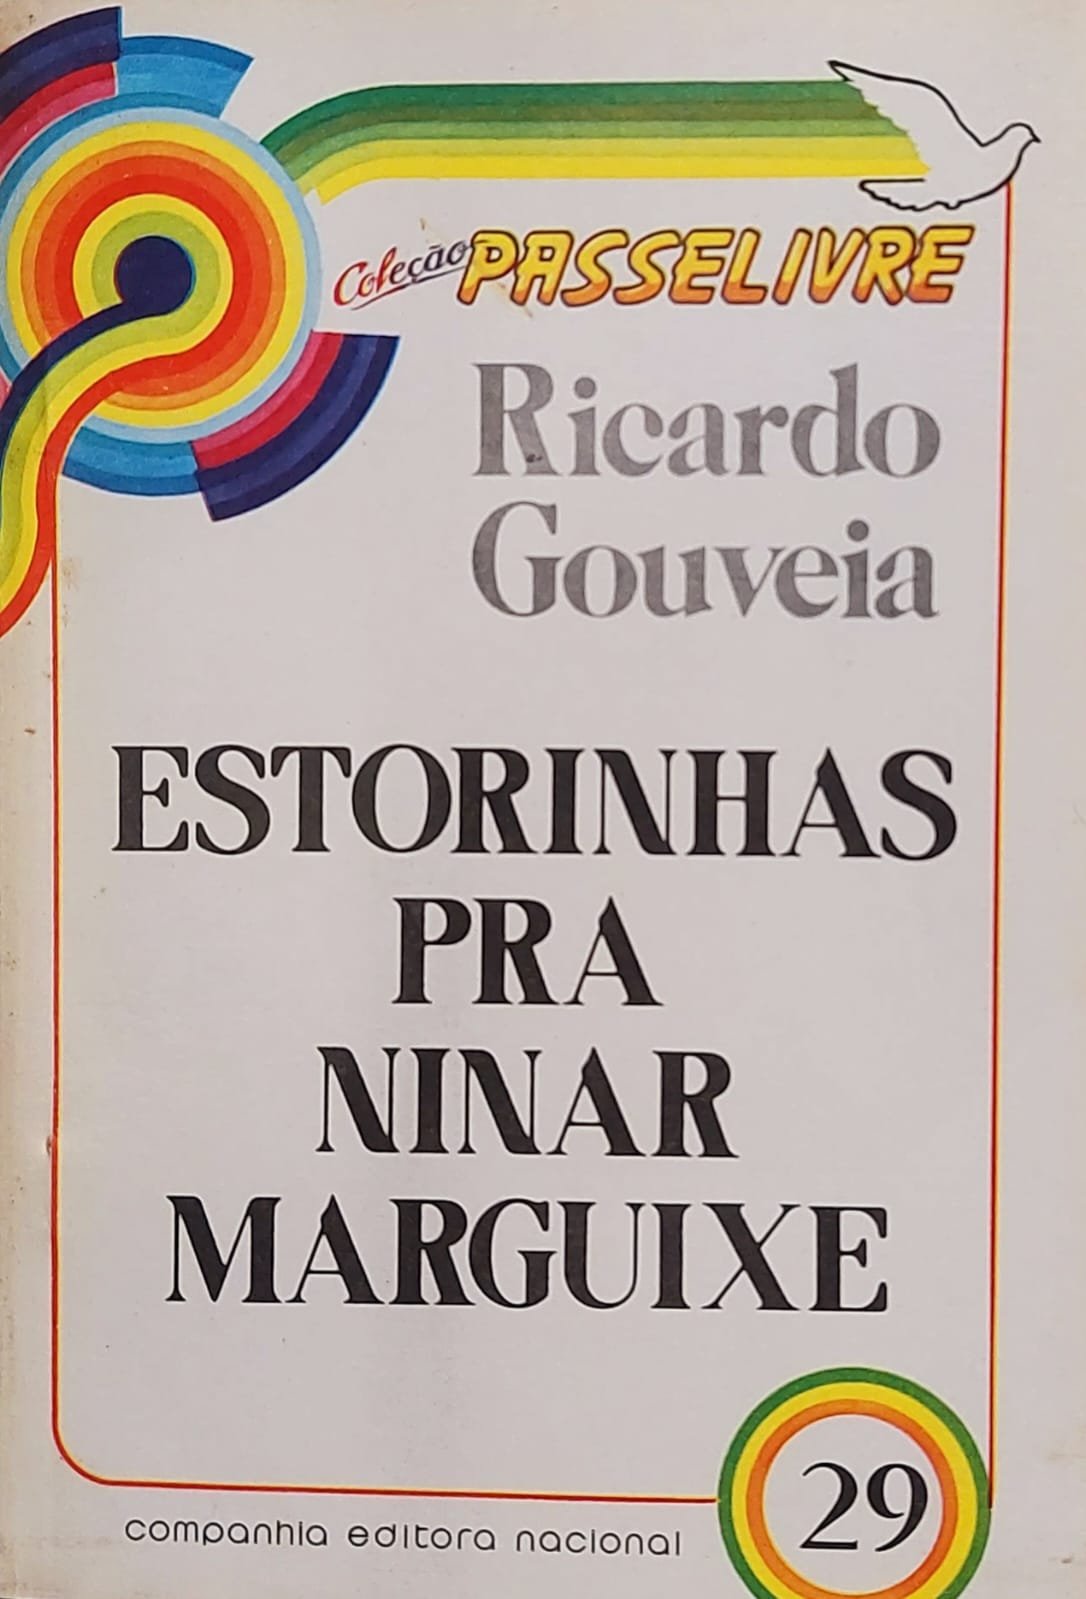 Coleção PASSELIVRE
Ricardo
Gouveia
ESTORINHAS
PRA
NINAR
MARGUIXE
29
companhia editora nacional